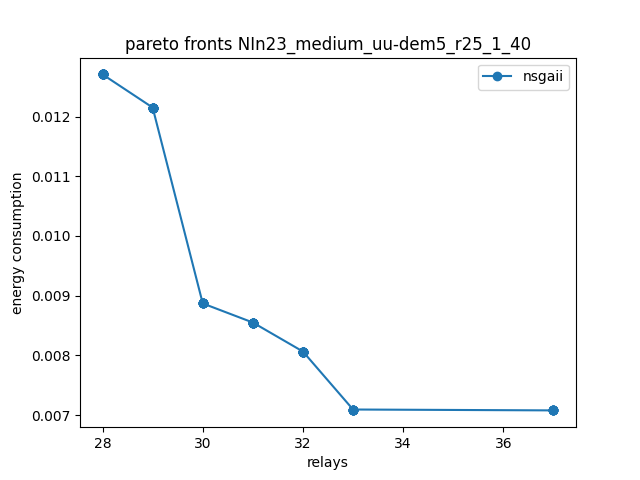 pareto fronts NIn23_medium_uu-dem5_r25_1_40
nsgaii
0.012
0.011
0.010
0.009
0.008
0.007
energy consumption
28 30 32 34 36
relays